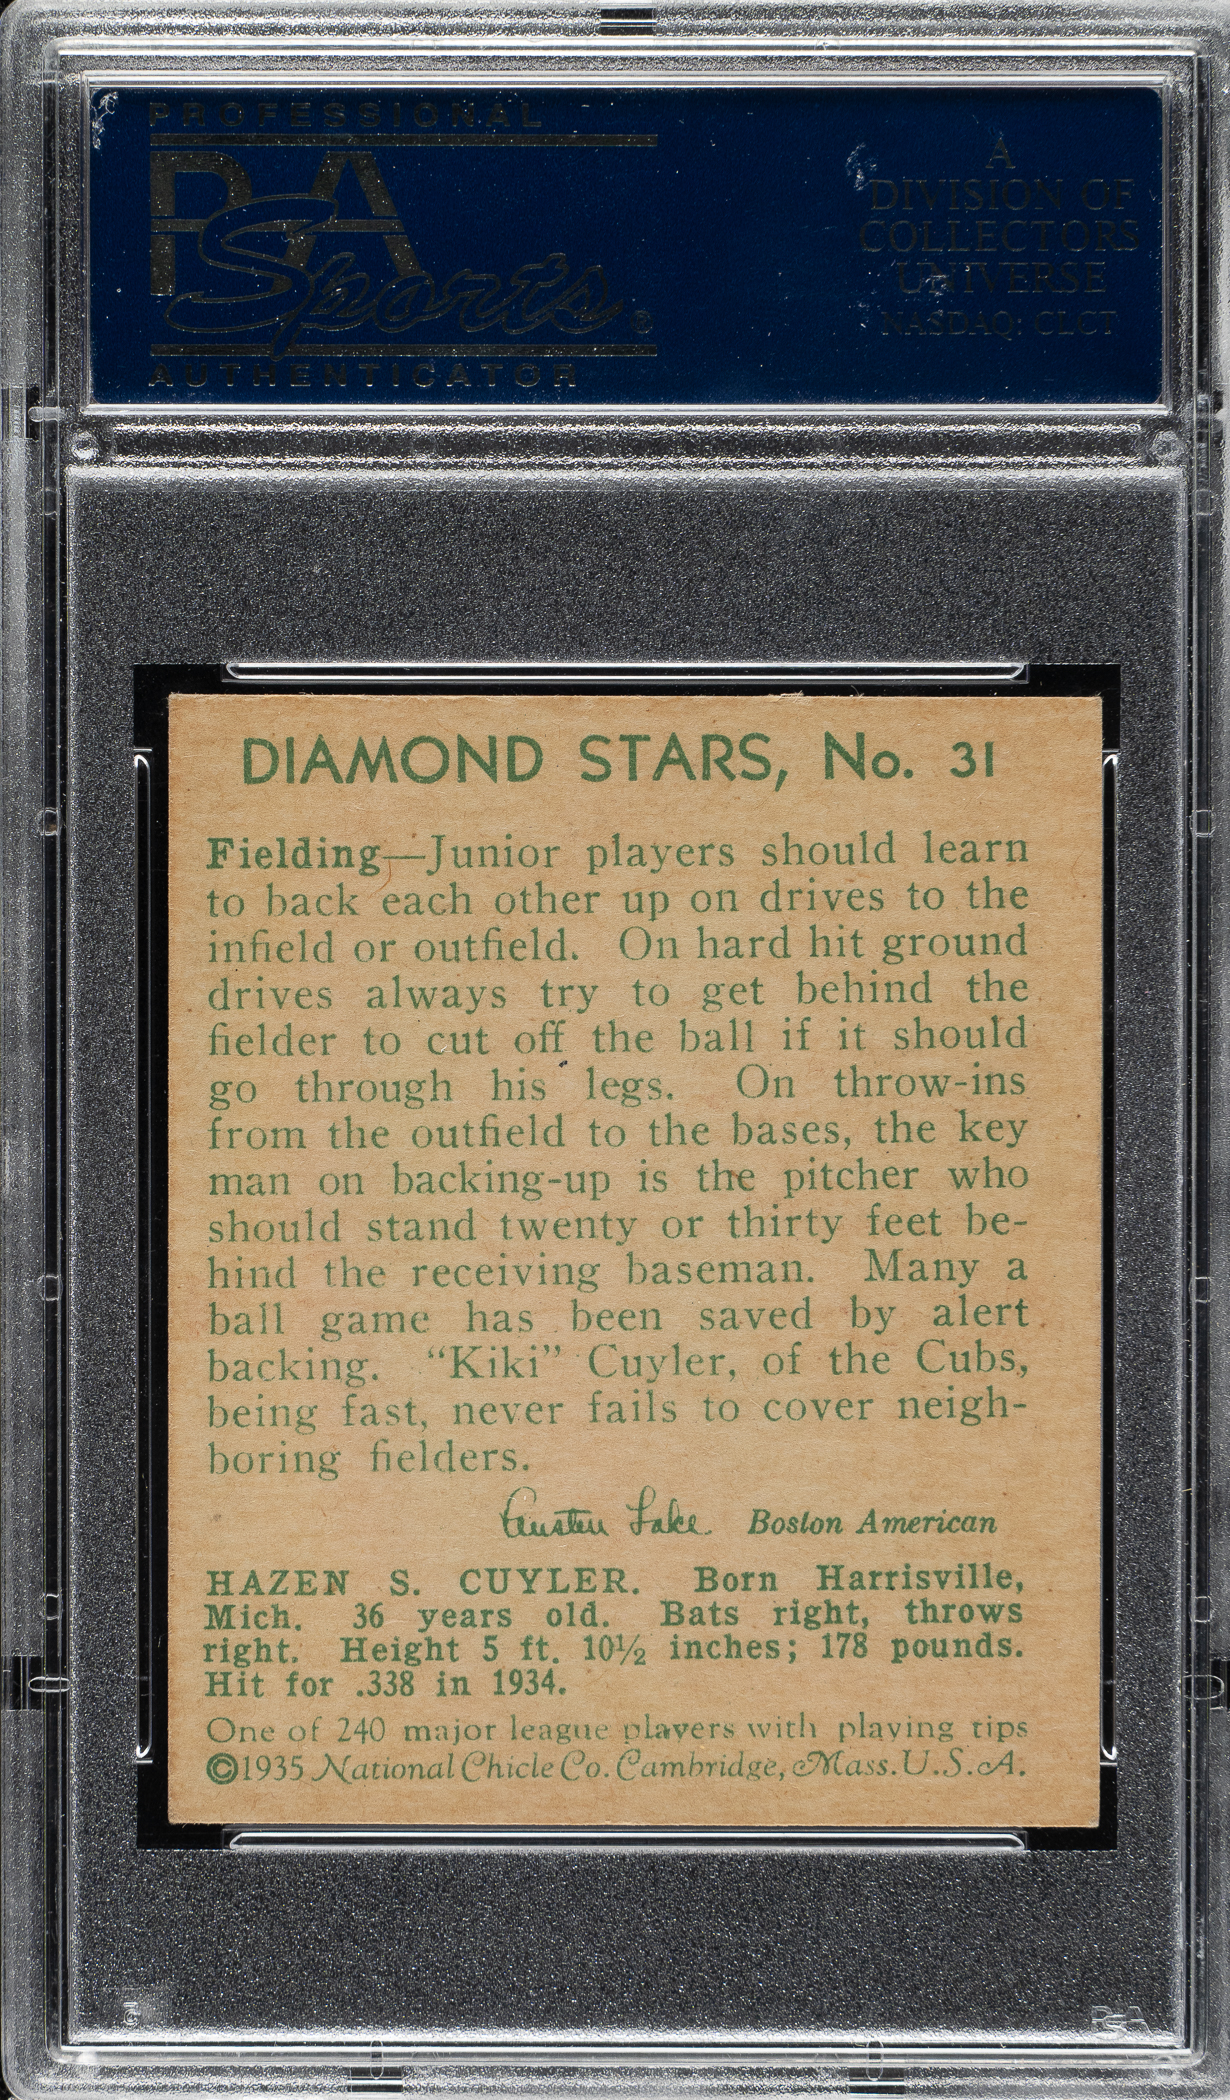 PROFESSIONAL
PSA
Sports®
AUTHENTICATOR
A
DIVISION OF
COLLECTORS
UNIVERSE
NASDAQ: CLCT
DIAMOND STARS, No. 31
Fielding—Junior players should learn
to back each other up on drives to the
infield or outfield. On hard hit ground
drives always try to get behind the
fielder to cut off the ball if it should
go through his legs. On throw-ins
from the outfield to the bases, the key
man on backing-up is the pitcher who
should stand twenty or thirty feet be-
hind the receiving baseman. Many a
ball game has been saved by alert
backing. "Kiki" Cuyler, of the Cubs,
being fast, never fails to cover neigh-
boring fielders.
Austen Lake Boston American
HAZEN S. CUYLER. Born Harrisville,
Mich. 36 years old. Bats right, throws
right. Height 5 ft. 10½ inches; 178 pounds.
Hit for .338 in 1934.
One of 240 major league players with playing tips
©1935 National Chicle Co. Cambridge, Mass. U.S.A.
PSA